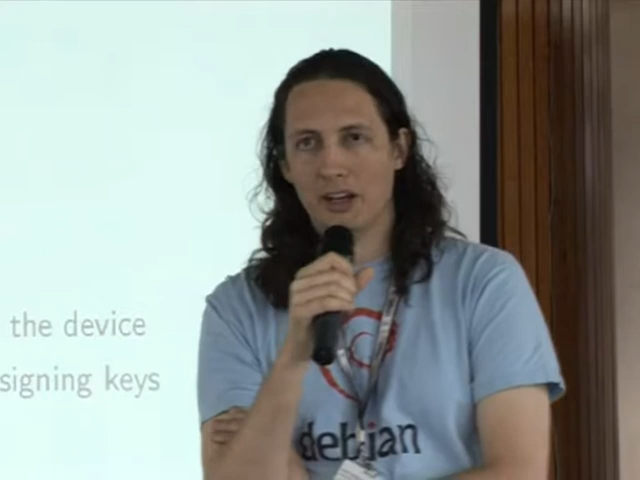 the device
signing keys
debian